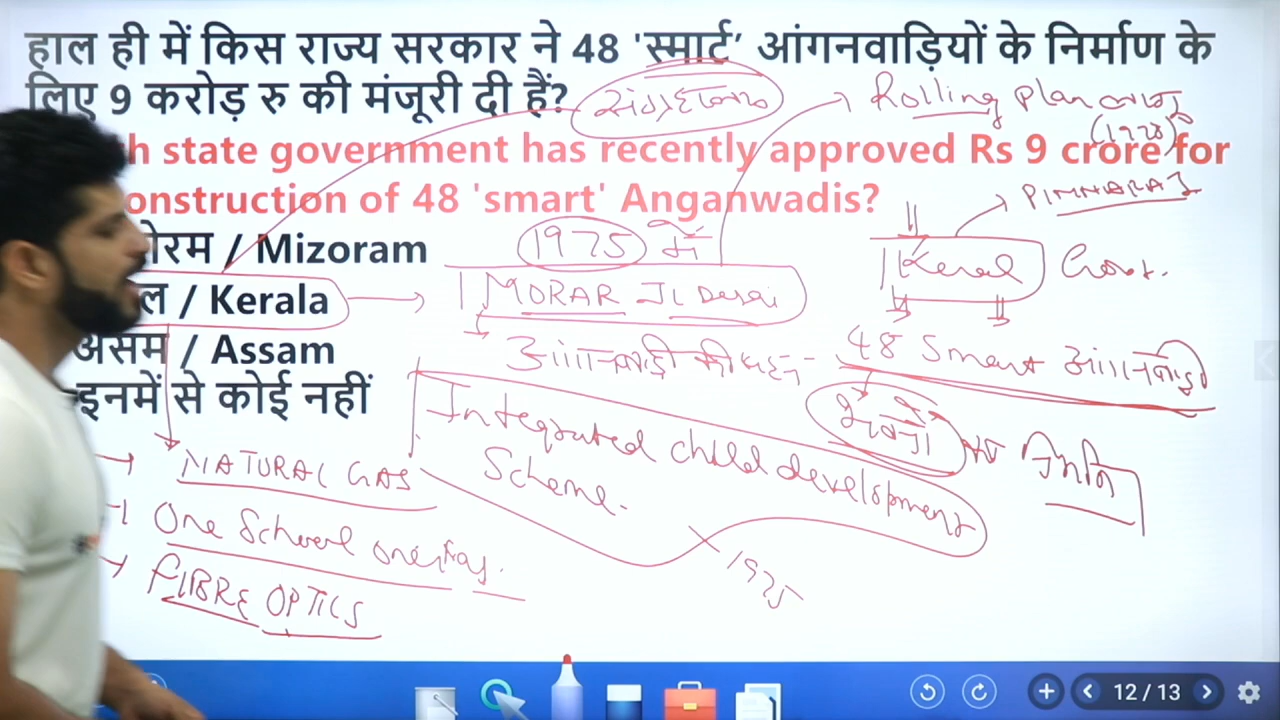 हाल ही में किस राज्य सरकार ने 48 'स्मार्ट' आंगनवाड़ियों के निर्माण के
लिए 9 करोड़ रु की मंजूरी दी हैं?
Rolling plan
(1978)
h state government has recently approved Rs 9 crore for
onstruction of 48 'smart' Anganwadis?
PINNARAI
1975 में
ोरम / Mizoram
Keral Govt.
MORAR JI Desai
ल / Kerala
48 Smart आंगनवाड़ी
असम / Assam
इनमें से कोई नहीं
Integrated child development
Scheme.
NATURAL GAS
One School one
FIBRE OPTICS
1975
12 / 13